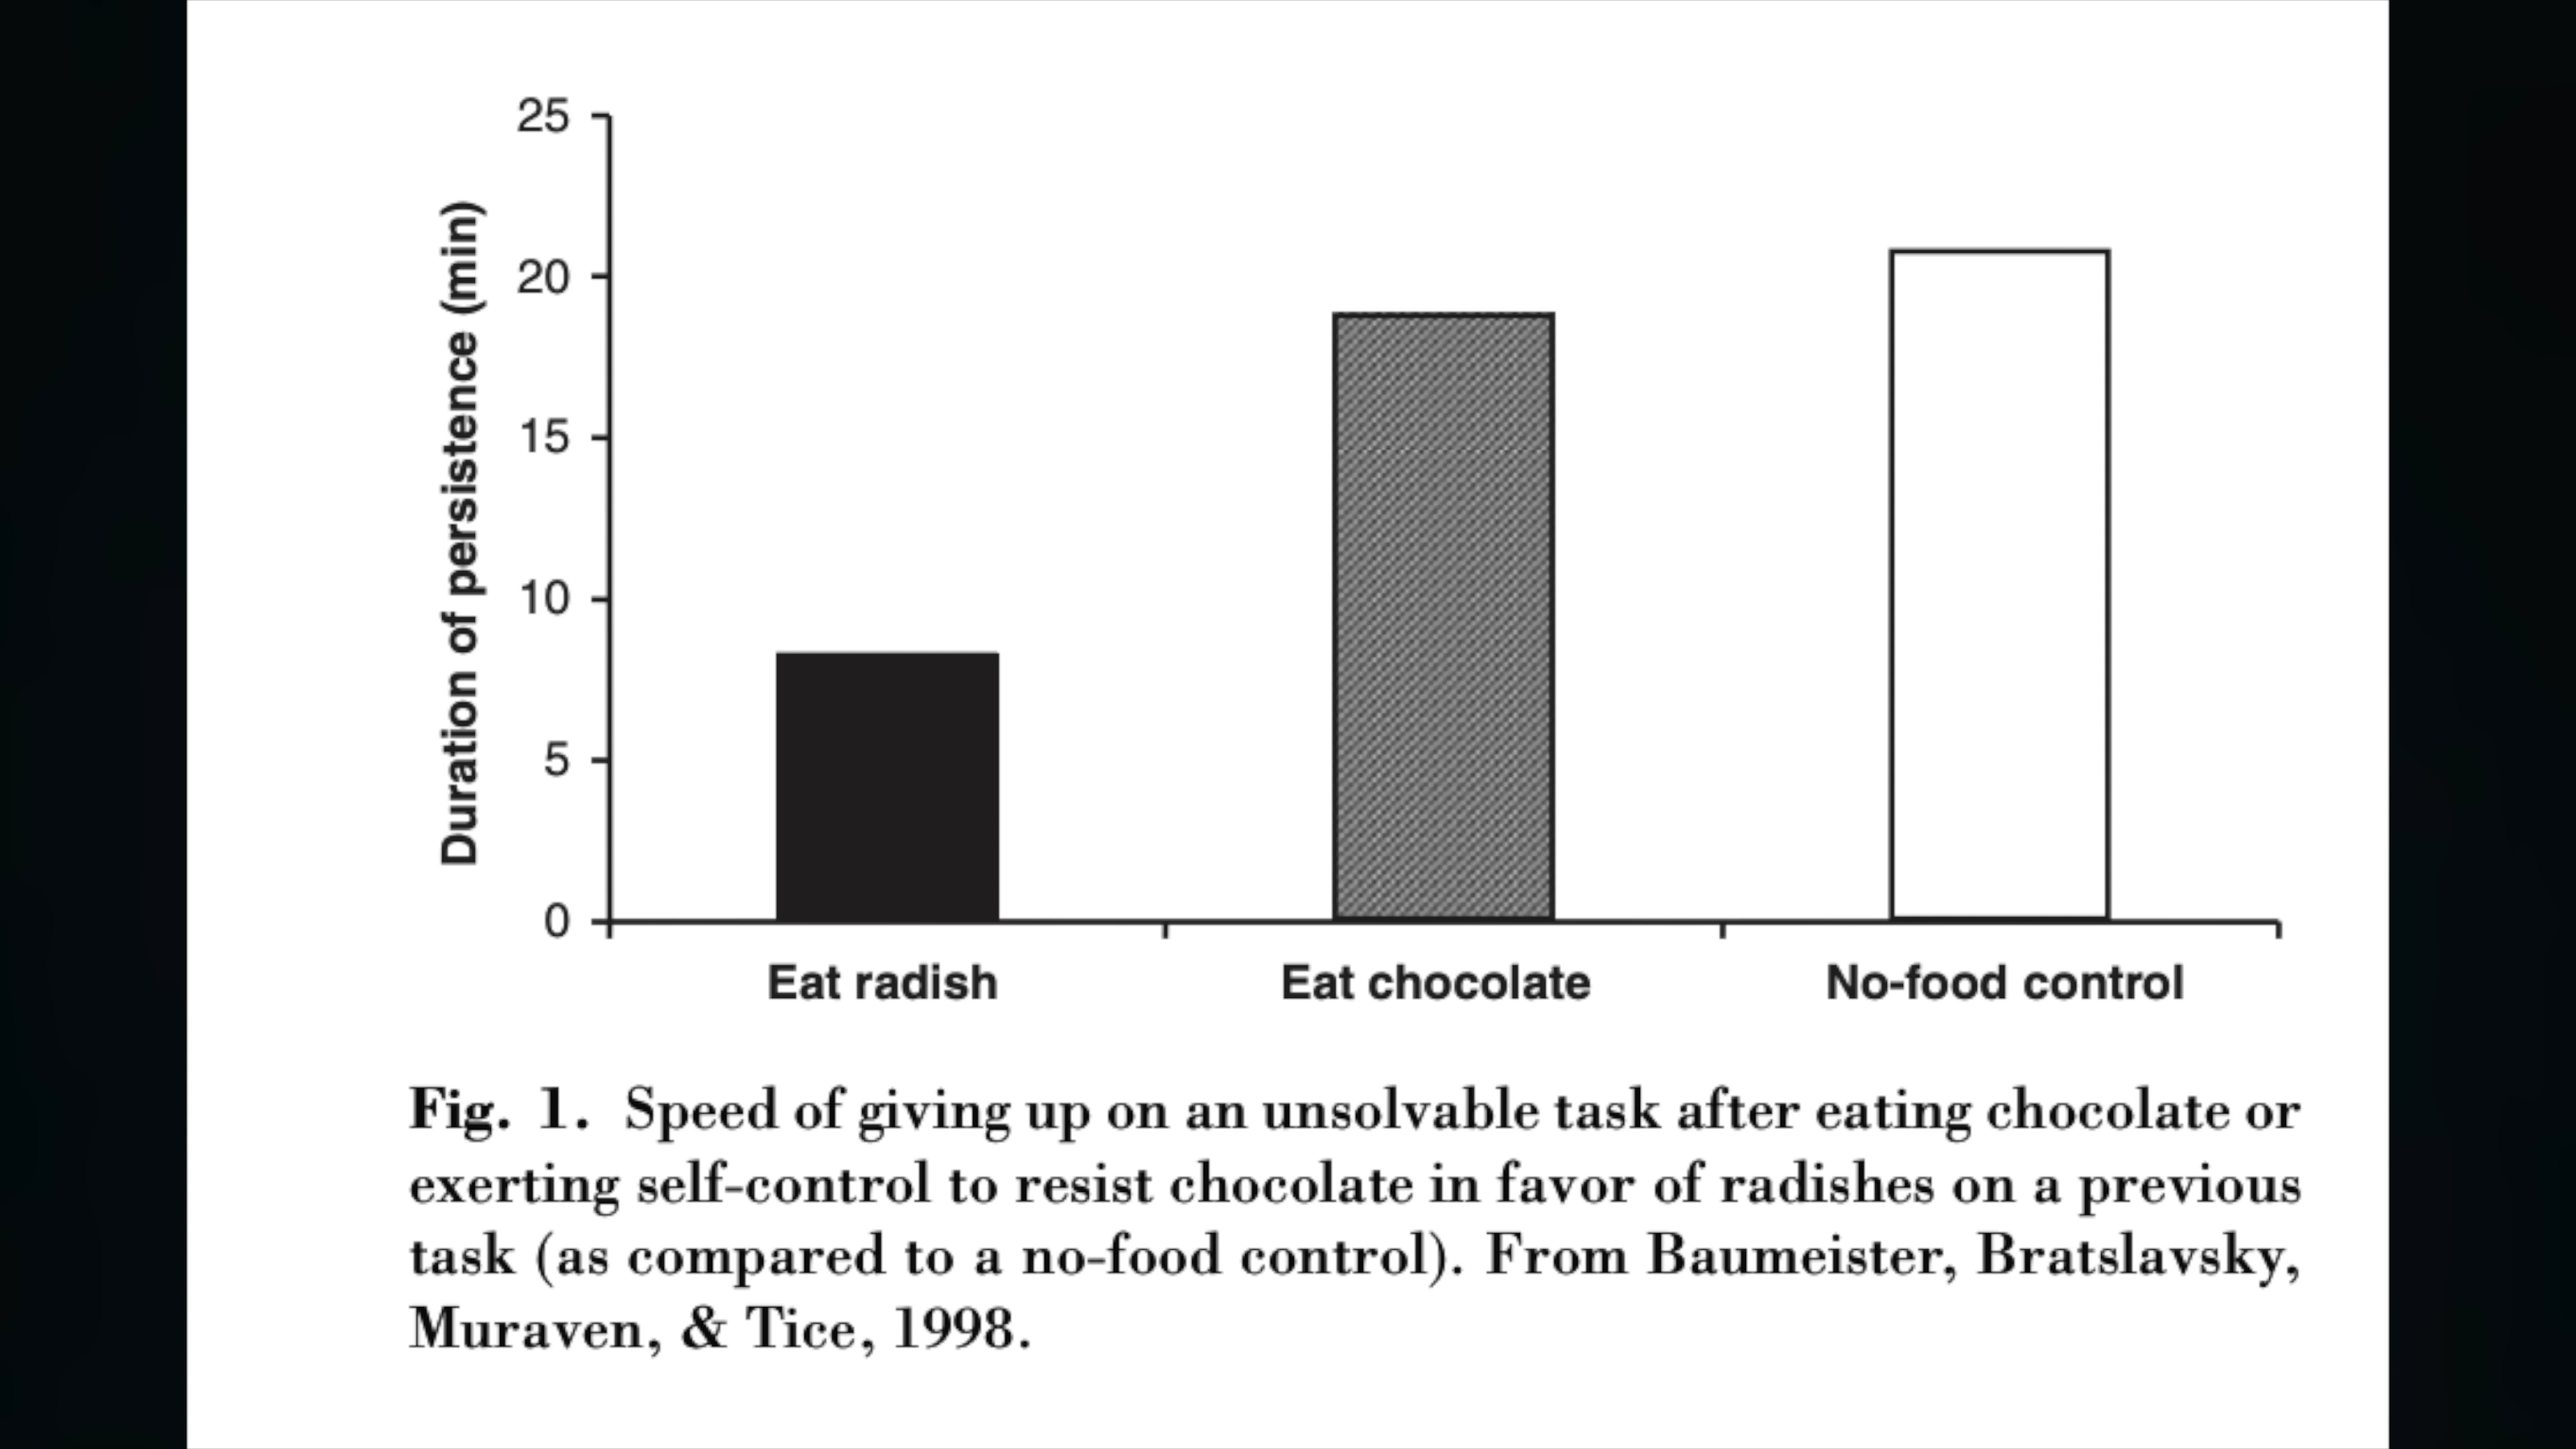 Duration of persistence (min)
25
20
15
10
5
0
Eat radish
Eat chocolate
No-food control
Fig. 1. Speed of giving up on an unsolvable task after eating chocolate or
exerting self-control to resist chocolate in favor of radishes on a previous
task (as compared to a no-food control). From Baumeister, Bratslavsky,
Muraven, & Tice, 1998.